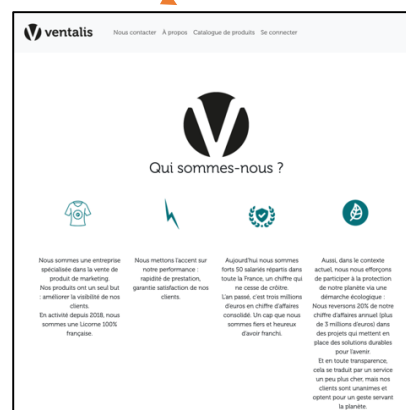 ventalis
Nous contacter À propos Catalogue de produits Se connecter
Qui sommes-nous ?
Nous sommes une entreprise
spécialisée dans la vente de
produit de marketing.
Nos produits ont un seul but
: améliorer la visibilité de nos
clients.
En activité depuis 2018, nous
sommes une Licorne 100%
française.
Nous mettons l'accent sur
notre performance :
rapidité de prestation,
garantie satisfaction de nos
clients.
Aujourd'hui nous sommes
forts 50 salariés répartis dans
toute la France, un chiffre qui
ne cesse de croître.
L'an passé, c'est trois millions
d'euros en chiffre d'affaires
consolidé. Un cap que nous
sommes fiers et heureux
d'avoir franchi.
Aussi, dans le contexte
actuel, nous nous efforçons
de participer à la protection
de notre planète via une
démarche écologique :
Nous reversons 20% de notre
chiffre d'affaires annuel (plus
de 3 millions d'euros) dans
des projets qui mettent en
place des solutions durables
pour l'avenir.
Et en toute transparence,
cela se traduit par un service
un peu plus cher, mais nos
clients sont unanimes et
optent pour un geste servant
la planète.